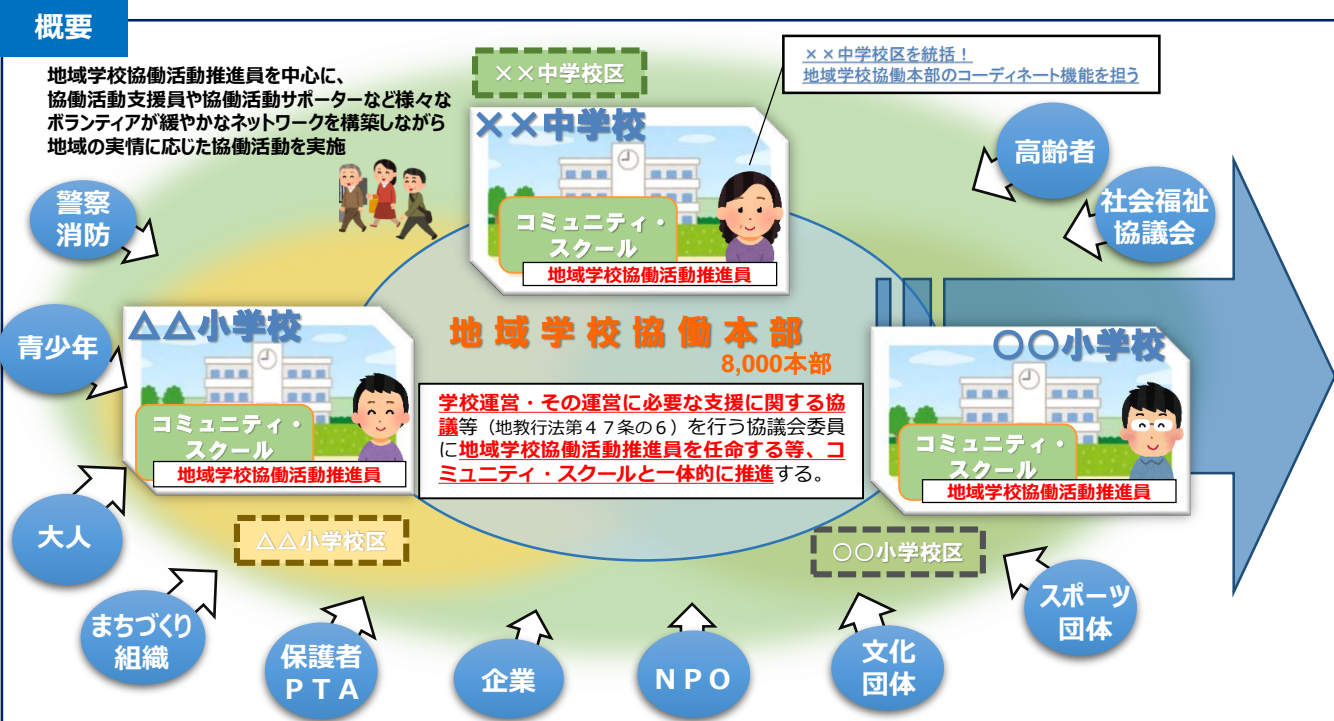 概要
地域学校協働活動推進員を中心に、
協働活動支援員や協働活動サポーターなど様々な
ボランティアが緩やかなネットワークを構築しながら
地域の実情に応じた協働活動を実施
××中学校区
××中学校区を統括！
地域学校協働本部のコーディネート機能を担う
××中学校
コミュニティ・
スクール
地域学校協働活動推進員
高齢者
社会福祉
協議会
警察
消防
青少年
△△小学校
コミュニティ・
スクール
地域学校協働活動推進員
地域学校協働本部
8,000本部
学校運営・その運営に必要な支援に関する協
議等（地教行法第４７条の６）を行う協議会委員
に地域学校協働活動推進員を任命する等、コ
ミュニティ・スクールと一体的に推進する。
○○小学校
コミュニティ・
スクール
地域学校協働活動推進員
大人
△△小学校区
○○小学校区
まちづくり
組織
保護者
ＰＴＡ
企業
ＮＰＯ
文化
団体
スポーツ
団体